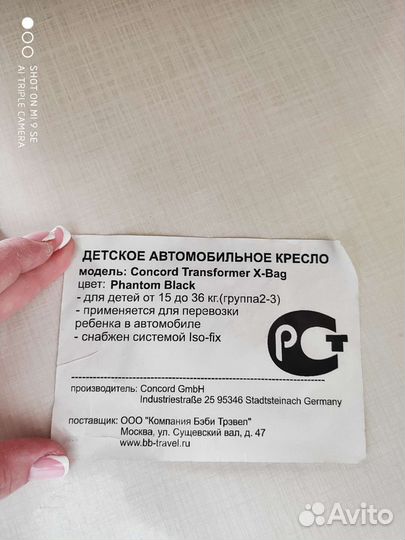 SHOT ON MI 9 SE
AI TRIPLE CAMERA
ДЕТСКОЕ АВТОМОБИЛЬНОЕ КРЕСЛО
модель: Concord Transformer X-Bag
цвет: Phantom Black
- для детей от 15 до 36 кг.(группа2-3)
- применяется для перевозки
ребенка в автомобиле
- снабжен системой Iso-fix
РСТ
производитель: Concord GmbH
Industriestraße 25 95346 Stadtsteinach Germany
поставщик: ООО "Компания Бэби Трэвел"
Москва, ул. Сущевский вал, д. 47
www.bb-travel.ru
Avito